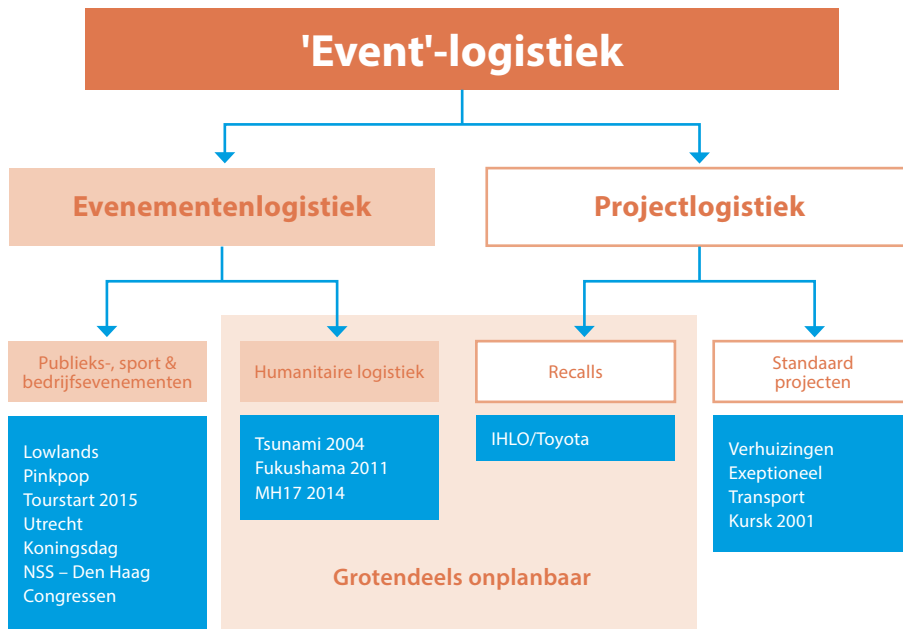 'Event'-logistiek
Evenementenlogistiek
Projectlogistiek
Publieks-, sport &
bedrijfsevenementen
Humanitaire logistiek
Recalls
Standaard
projecten
Lowlands
Pinkpop
Tourstart 2015
Utrecht
Koningsdag
NSS – Den Haag
Congressen
Tsunami 2004
Fukushama 2011
MH17 2014
IHLO/Toyota
Verhuizingen
Exeptioneel
Transport
Kursk 2001
Grotendeels onplanbaar